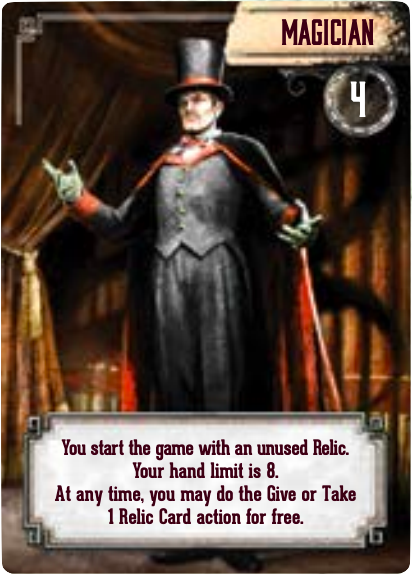 MAGICIAN
4
You start the game with an unused Relic.
Your hand limit is 8.
At any time, you may do the Give or Take
1 Relic Card action for free.